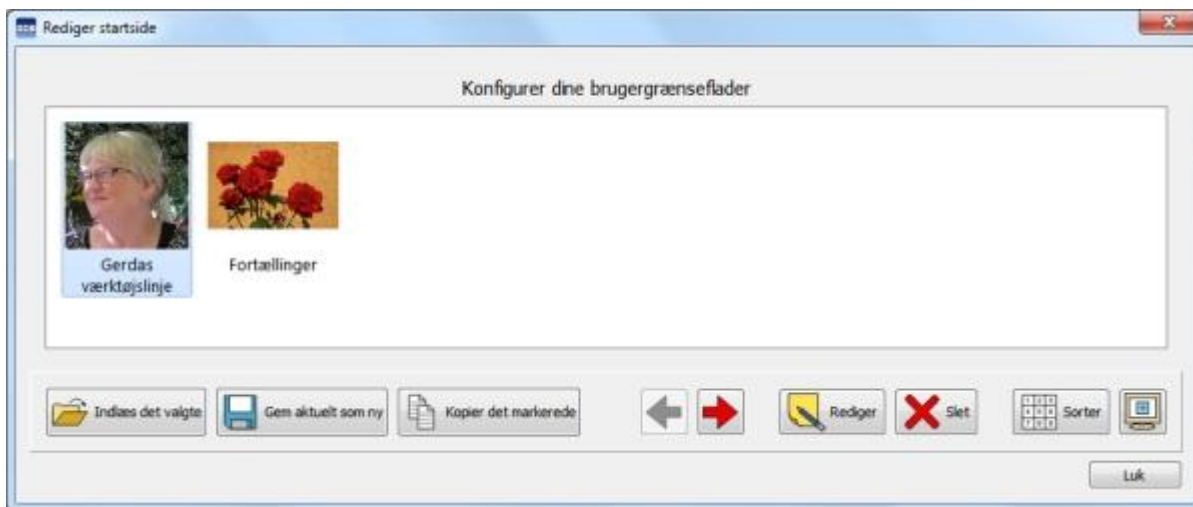 Rediger startside
Konfigurer dine brugergrænseflader
Gerdas
værktøjslinje
Fortællinger
Indlæs det valgte
Gem aktuelt som ny
Kopier det markerede
Rediger
Slet
Sorter
Luk